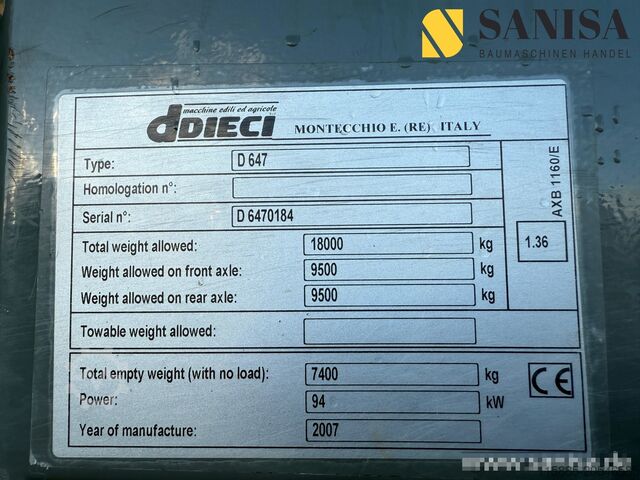 SANISA
BAUMASCHINEN HANDEL
macchine edili ed agricole
dDIECI MONTECCHIO E. (RE) ITALY
Type: D 647
Homologation n°:
Serial n°: D 6470184
Total weight allowed: 18000 kg
Weight allowed on front axle: 9500 kg
Weight allowed on rear axle: 9500 kg
1.36
AXB 1160/E
Towable weight allowed:
Total empty weight (with no load): 7400 kg
Power: 94 kW
Year of manufacture: 2007
CE